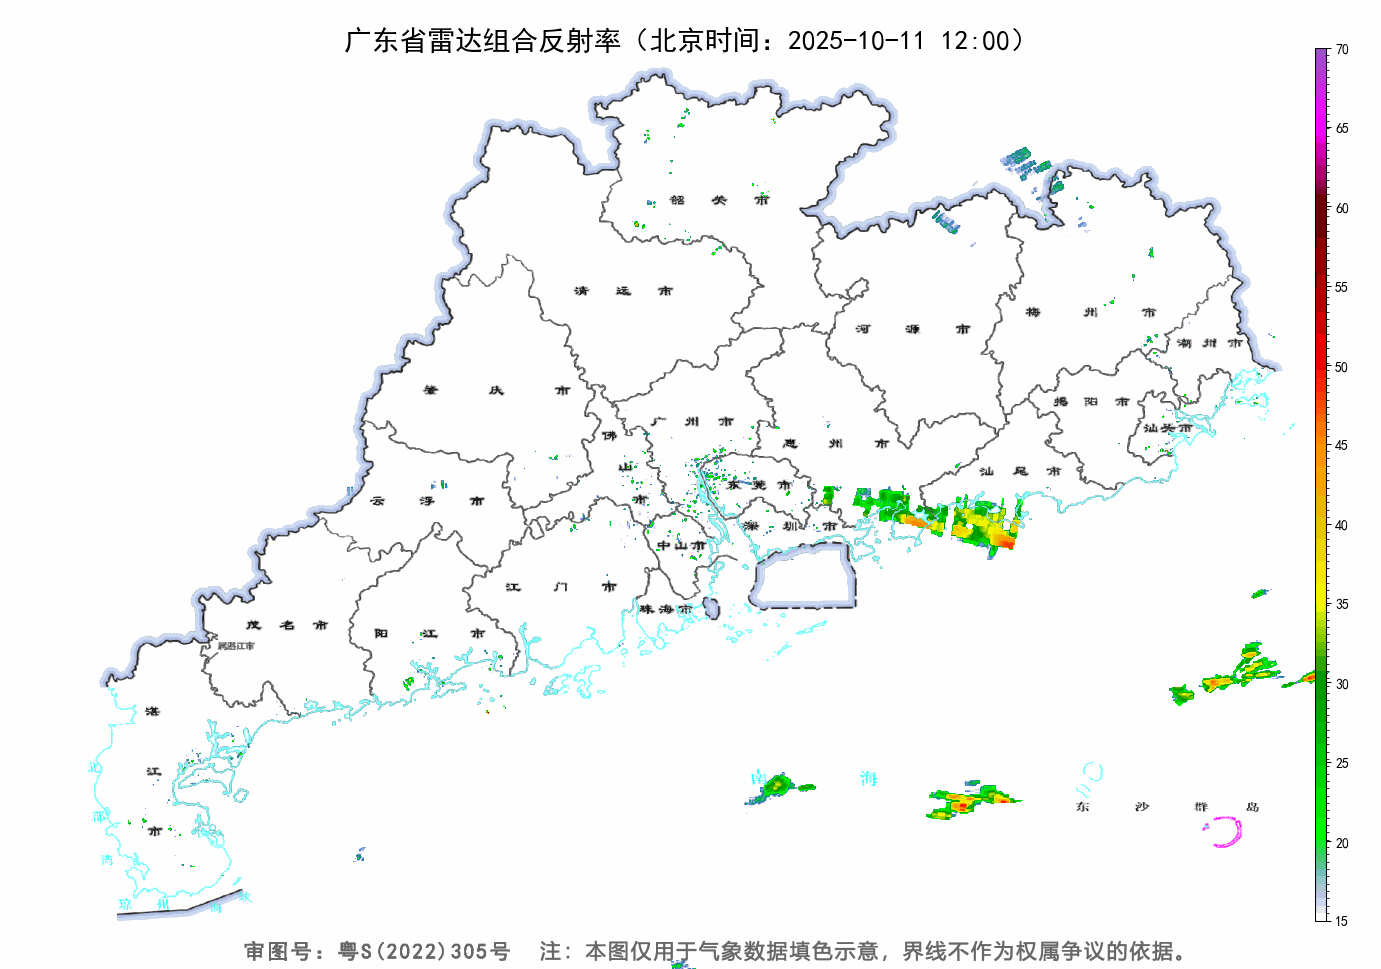 广东省雷达组合反射率（北京时间：2025-10-11 12:00）
70
65
60
55
50
45
40
35
30
25
20
15
韶关市
清远市
河源市
梅州市
潮州市
肇庆市
揭阳市
广州市
佛山市
惠州市
汕头市
汕尾市
云浮市
东莞市
深圳市
中山市
江门市
珠海市
茂名市
阳江市
属湛江市
湛江市
北部湾
南海
东沙群岛
琼州海峡
审图号：粤S(2022)305号 注：本图仅用于气象数据填色示意，界线不作为权属争议的依据。